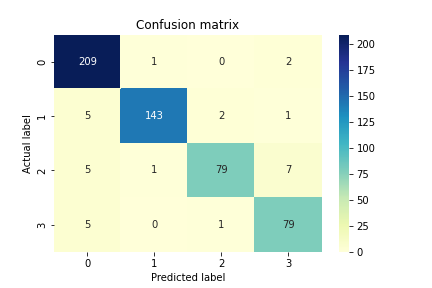 Confusion matrix
Actual label
0 209 1 0 2
1 5 143 2 1
2 5 1 79 7
3 5 0 1 79
0 1 2 3
Predicted label
200
175
150
125
100
75
50
25
0